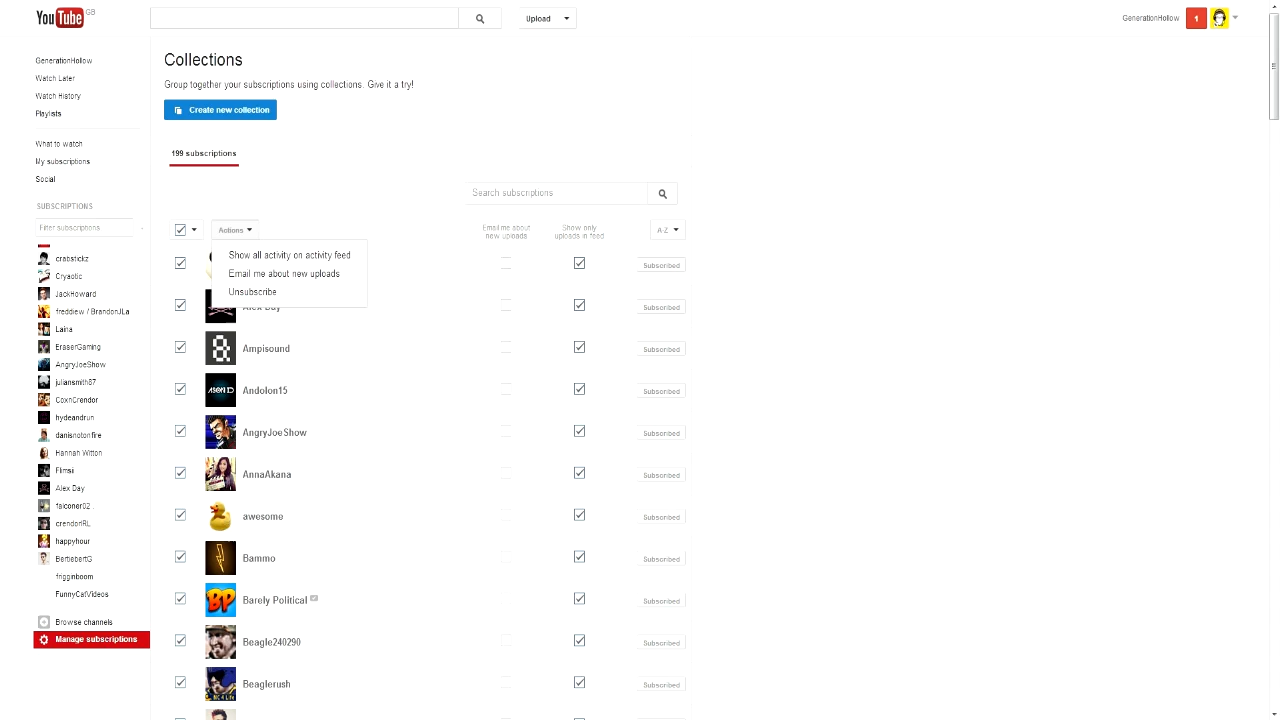 YouTube GB
Upload
GenerationHollow
1
GenerationHollow
Watch Later
Watch History
Playlists
What to watch
My subscriptions
Social
SUBSCRIPTIONS
Filter subscriptions
crabstickz
Cryaotic
JackHoward
freddiew / BrandonJLa
Laina
EraserGaming
AngryJoeShow
juliansmith87
CoxnCrendor
hydeandrun
danisnotonfire
Hannah Witton
Flimsii
Alex Day
falconer02 .
crendorIRL
happyhour
BertiebertG
frigginboom
FunnyCatVideos
Browse channels
Manage subscriptions
Collections
Group together your subscriptions using collections. Give it a try!
Create new collection
199 subscriptions
Search subscriptions
Actions
Email me about
new uploads
Show only
uploads in feed
A-Z
Show all activity on activity feed
Email me about new uploads
Unsubscribe
Subscribed
Alex Day
Subscribed
Ampisound
Subscribed
Andolon15
Subscribed
AngryJoeShow
Subscribed
AnnaAkana
Subscribed
awesome
Subscribed
Bammo
Subscribed
BP
Barely Political
Subscribed
Beagle240290
Subscribed
Beaglerush
Subscribed